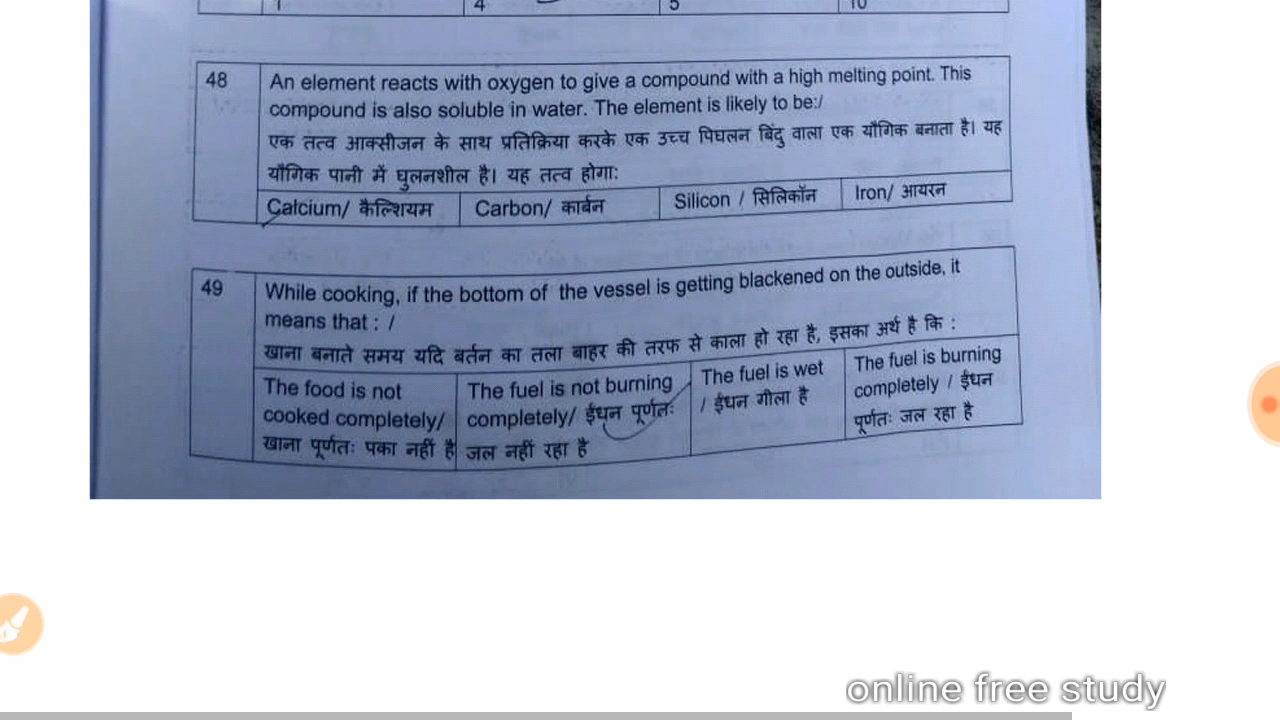 1 4 5 10
48 An element reacts with oxygen to give a compound with a high melting point. This
compound is also soluble in water. The element is likely to be:/
एक तत्व आक्सीजन के साथ प्रतिक्रिया करके एक उच्च पिघलन बिंदु वाला एक यौगिक बनाता है। यह
यौगिक पानी में घुलनशील है। यह तत्व होगा:
Calcium/ कैल्शियम Carbon/ कार्बन Silicon / सिलिकॉन Iron/ आयरन
49 While cooking, if the bottom of the vessel is getting blackened on the outside, it
means that : /
खाना बनाते समय यदि बर्तन का तला बाहर की तरफ से काला हो रहा है, इसका अर्थ है कि :
The food is not
cooked completely/
खाना पूर्णतः पका नहीं है
The fuel is not burning
completely/ ईंधन पूर्णतः
जल नहीं रहा है
The fuel is wet
/ ईंधन गीला है
The fuel is burning
completely / ईंधन
पूर्णतः जल रहा है
online free study